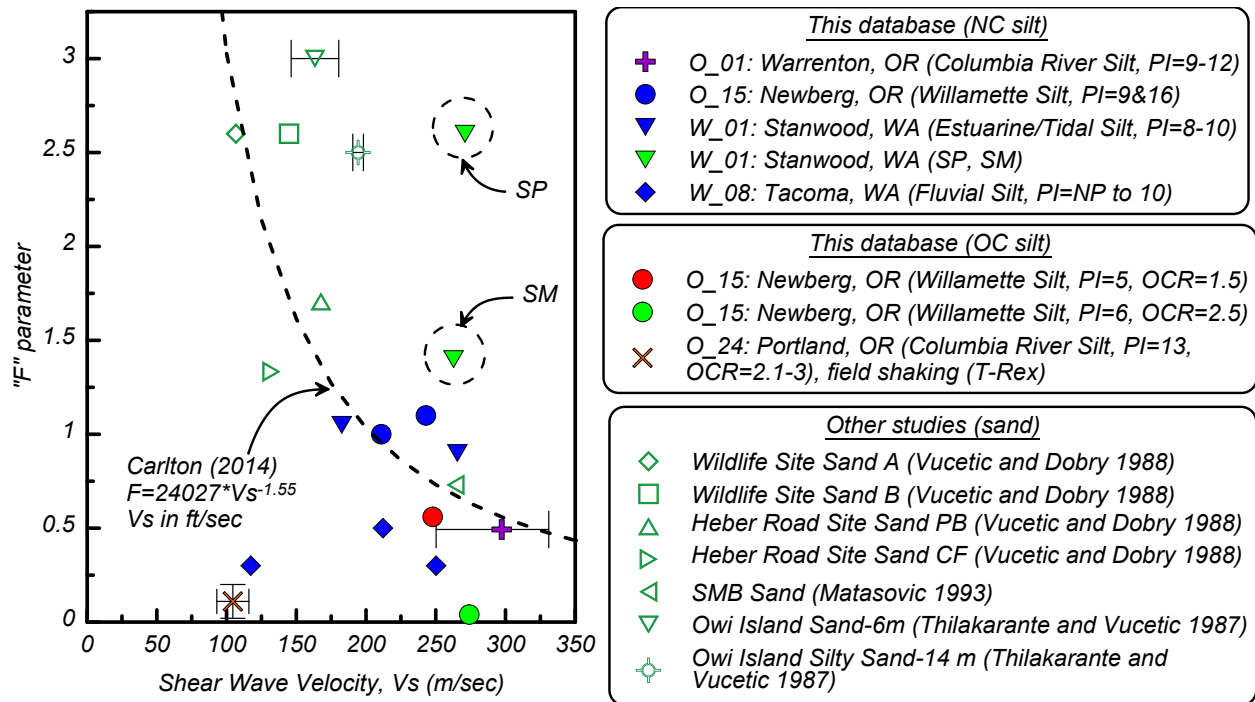 3
2.5
2
1.5
1
0.5
0
"F" parameter
SP
SM
Carlton (2014)
F=24027*Vs-1.55
Vs in ft/sec
0 50 100 150 200 250 300 350
Shear Wave Velocity, Vs (m/sec)
This database (NC silt)
O_01: Warrenton, OR (Columbia River Silt, PI=9-12)
O_15: Newberg, OR (Willamette Silt, PI=9&16)
W_01: Stanwood, WA (Estuarine/Tidal Silt, PI=8-10)
W_01: Stanwood, WA (SP, SM)
W_08: Tacoma, WA (Fluvial Silt, PI=NP to 10)
This database (OC silt)
O_15: Newberg, OR (Willamette Silt, PI=5, OCR=1.5)
O_15: Newberg, OR (Willamette Silt, PI=6, OCR=2.5)
O_24: Portland, OR (Columbia River Silt, PI=13,
OCR=2.1-3), field shaking (T-Rex)
Other studies (sand)
Wildlife Site Sand A (Vucetic and Dobry 1988)
Wildlife Site Sand B (Vucetic and Dobry 1988)
Heber Road Site Sand PB (Vucetic and Dobry 1988)
Heber Road Site Sand CF (Vucetic and Dobry 1988)
SMB Sand (Matasovic 1993)
Owi Island Sand-6m (Thilakarante and Vucetic 1987)
Owi Island Silty Sand-14 m (Thilakarante and
Vucetic 1987)